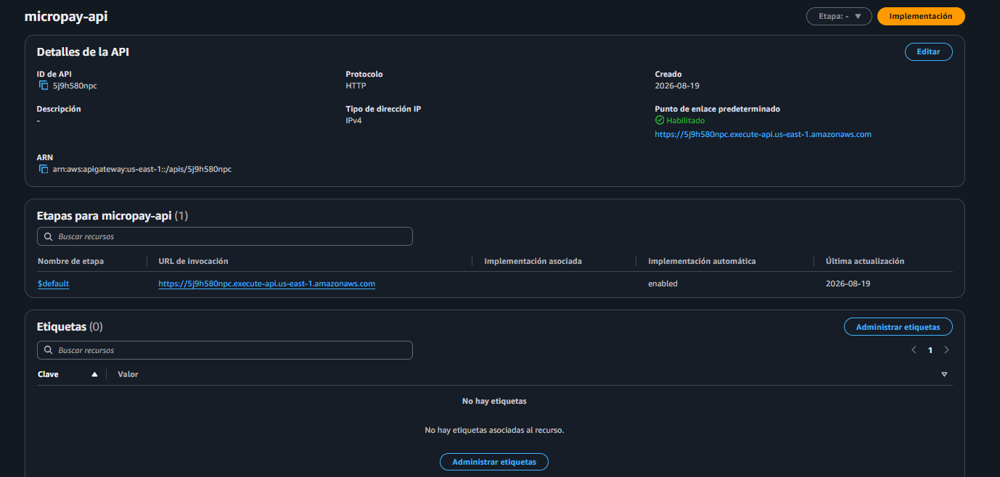 micropay-api
Etapa: -
Implementación
Detalles de la API
Editar
ID de API
Protocolo
Creado
5j9h580npc
HTTP
2026-08-19
Descripción
Tipo de dirección IP
Punto de enlace predeterminado
-
IPv4
Habilitado
https://5j9h580npc.execute-api.us-east-1.amazonaws.com
ARN
arn:aws:apigateway:us-east-1::/apis/5j9h580npc
Etapas para micropay-api (1)
Buscar recursos
Nombre de etapa
URL de invocación
Implementación asociada
Implementación automática
Última actualización
$default
https://5j9h580npc.execute-api.us-east-1.amazonaws.com
enabled
2026-08-19
Etiquetas (0)
Administrar etiquetas
Buscar recursos
1
Clave
Valor
No hay etiquetas
No hay etiquetas asociadas al recurso.
Administrar etiquetas